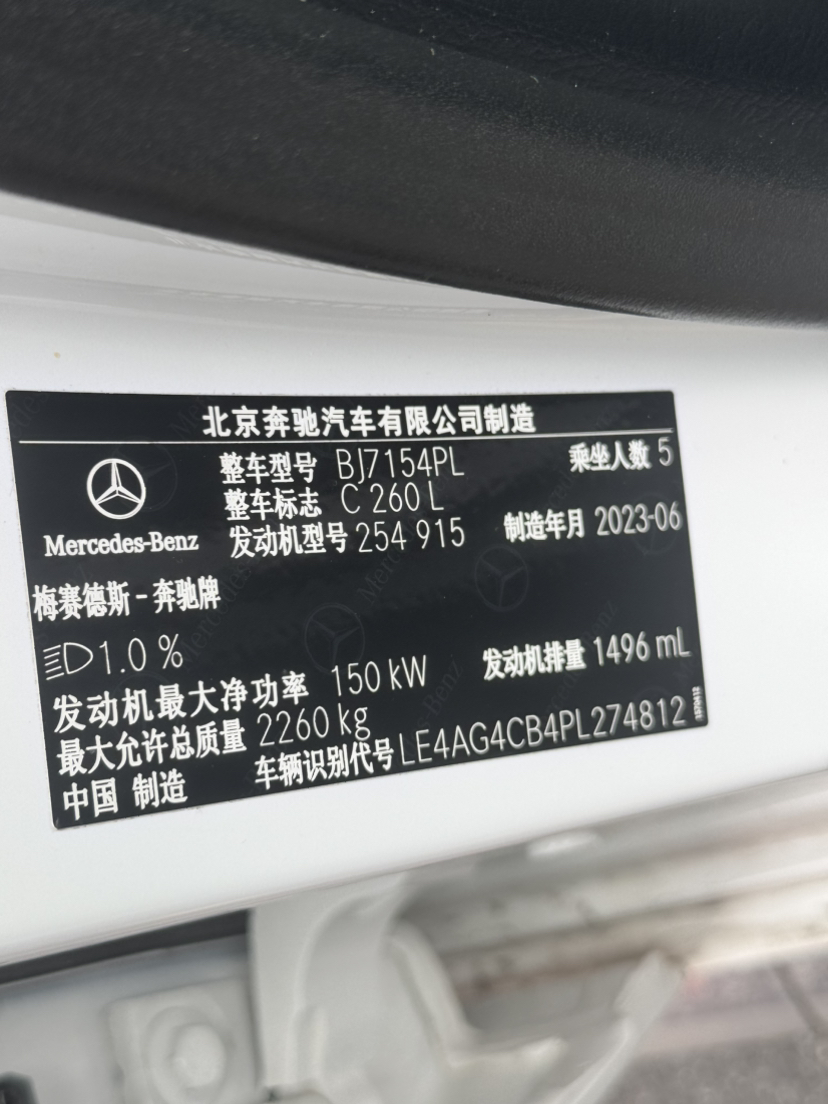 北京奔驰汽车有限公司制造
整车型号 BJ7154PL 乘坐人数 5
整车标志 C 260 L
Mercedes-Benz 发动机型号 254 915 制造年月 2023-06
梅赛德斯-奔驰牌
1.0 %
发动机最大净功率 150 kW 发动机排量 1496 mL
最大允许总质量 2260 kg
中国 制造 车辆识别代号 LE4AG4CB4PL274812